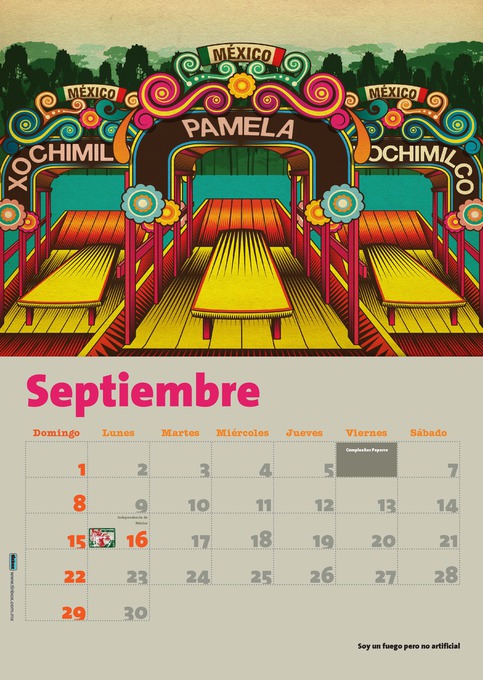 MÉXICO
MÉXICO
MÉXICO
XOCHIMIL
PAMELA
OCHIMILCO
Septiembre
Domingo Lunes Martes Miércoles Jueves Viernes Sábado
Cumpleaños Paporro
1 2 3 4 5 7
8 9 10 11 12 13 14
Independencia de
México
15 16 17 18 19 20 21
22 23 24 25 26 27 28
29 30
Soy un fuego pero no artificial